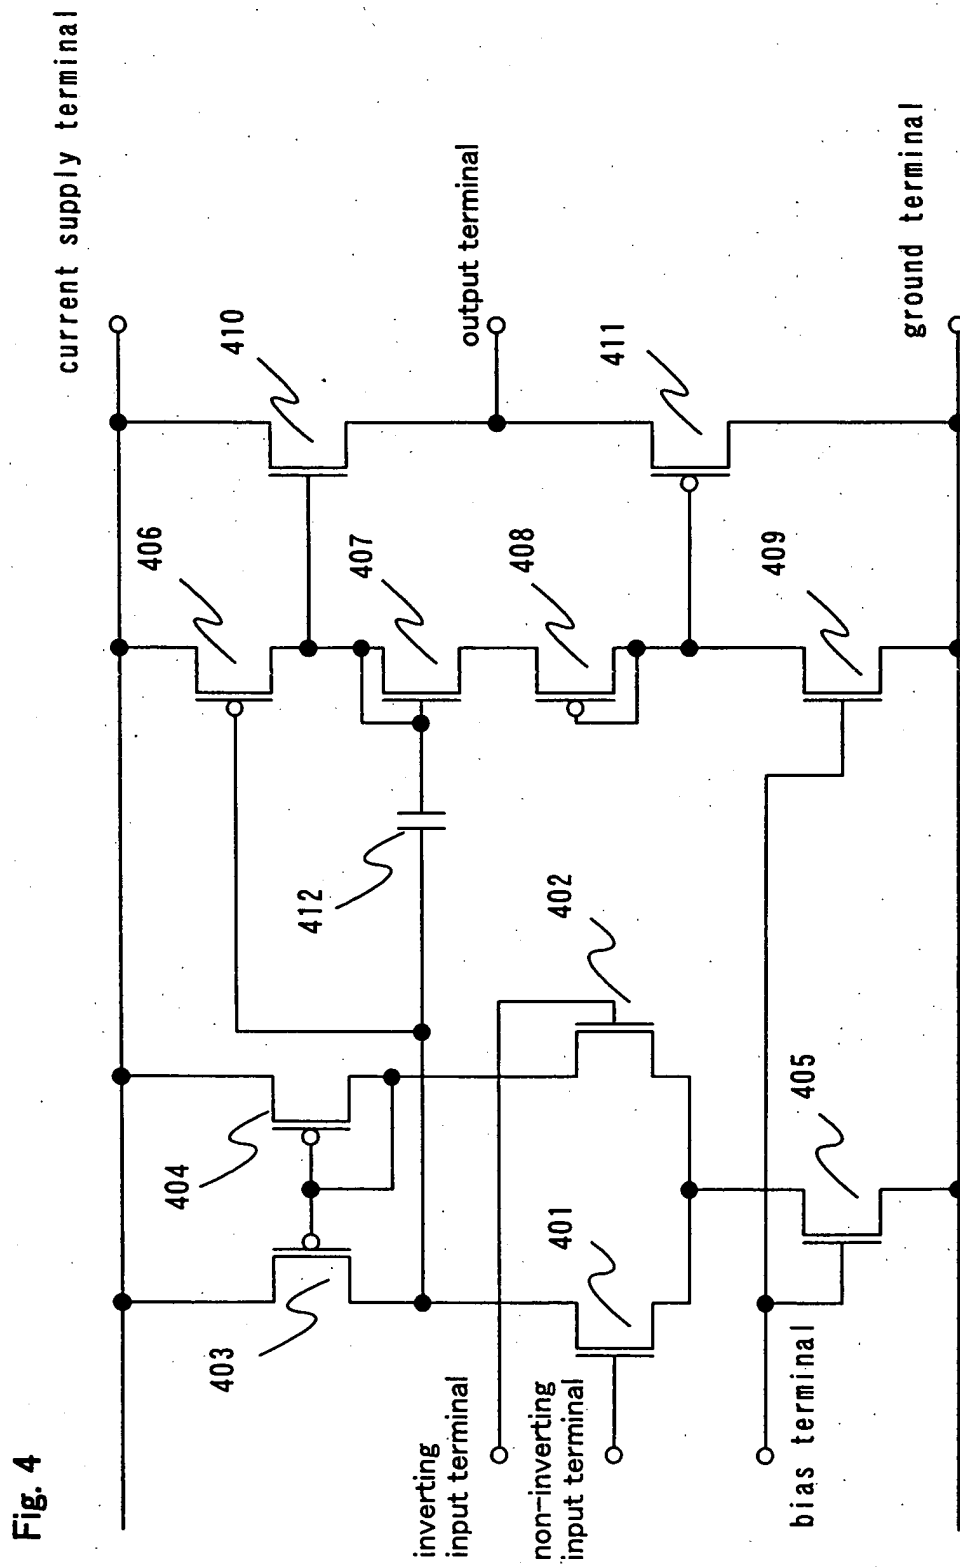 Fig. 4
current supply terminal
410
406
407
408
409
411
output terminal
ground terminal
412
402
404
403
401
405
inverting
input terminal
non-inverting
input terminal
bias terminal